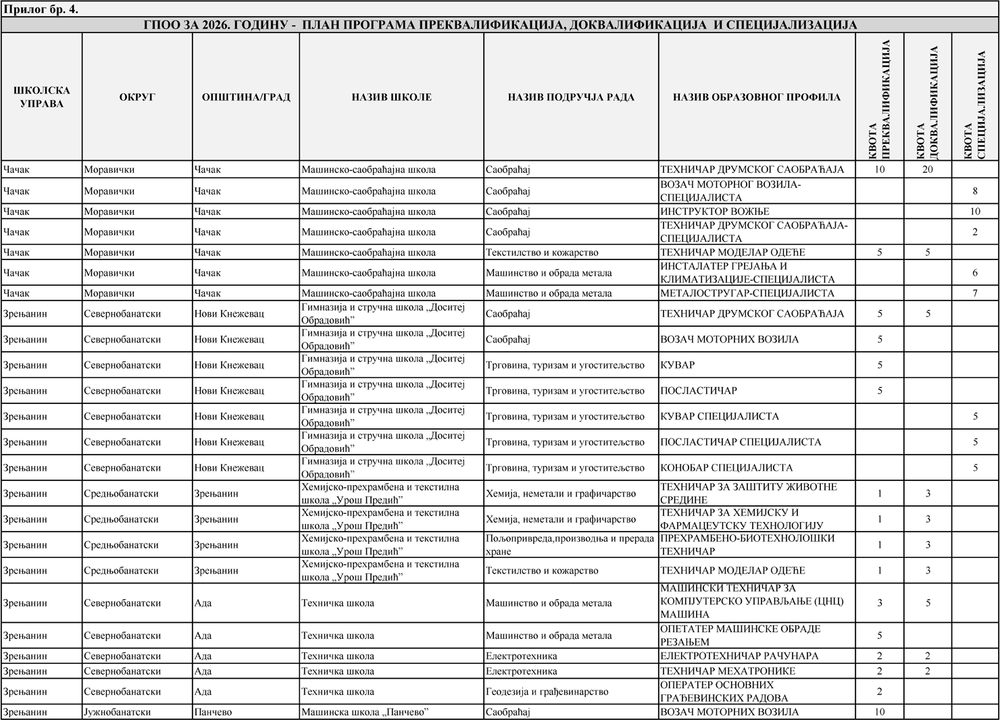 Прилог бр. 4.
ГПОО ЗА 2026. ГОДИНУ - ПЛАН ПРОГРАМА ПРЕКВАЛИФИКАЦИЈА, ДОКВАЛИФИКАЦИЈА И СПЕЦИЈАЛИЗАЦИЈА
ШКОЛСКА УПРАВА ОКРУГ ОПШТИНА/ГРАД НАЗИВ ШКОЛЕ НАЗИВ ПОДРУЧЈА РАДА НАЗИВ ОБРАЗОВНОГ ПРОФИЛА КВОТА ПРЕКВАЛИФИКАЦИЈА КВОТА ДОКВАЛИФИКАЦИЈА КВОТА СПЕЦИЈАЛИЗАЦИЈА
Чачак Моравички Чачак Машинско-саобраћајна школа Саобраћај ТЕХНИЧАР ДРУМСКОГ САОБРАЋАЈА 10 20
Чачак Моравички Чачак Машинско-саобраћајна школа Саобраћај ВОЗАЧ МОТОРНОГ ВОЗИЛА-СПЕЦИЈАЛИСТА 8
Чачак Моравички Чачак Машинско-саобраћајна школа Саобраћај ИНСТРУКТОР ВОЖЊЕ 10
Чачак Моравички Чачак Машинско-саобраћајна школа Саобраћај ТЕХНИЧАР ДРУМСКОГ САОБРАЋАЈА-СПЕЦИЈАЛИСТА 2
Чачак Моравички Чачак Машинско-саобраћајна школа Текстилство и кожарство ТЕХНИЧАР МОДЕЛАР ОДЕЋЕ 5 5
Чачак Моравички Чачак Машинско-саобраћајна школа Машинство и обрада метала ИНСТАЛАТЕР ГРЕЈАЊА И КЛИМАТИЗАЦИЈЕ-СПЕЦИЈАЛИСТА 6
Чачак Моравички Чачак Машинско-саобраћајна школа Машинство и обрада метала МЕТАЛОСТРУГАР-СПЕЦИЈАЛИСТА 7
Зрењанин Севернобанатски Нови Кнежевац Гимназија и стручна школа „Доситеј Обрадовић” Саобраћај ТЕХНИЧАР ДРУМСКОГ САОБРАЋАЈА 5 5
Зрењанин Севернобанатски Нови Кнежевац Гимназија и стручна школа „Доситеј Обрадовић” Саобраћај ВОЗАЧ МОТОРНИХ ВОЗИЛА 5
Зрењанин Севернобанатски Нови Кнежевац Гимназија и стручна школа „Доситеј Обрадовић” Трговина, туризам и угоститељство КУВАР 5
Зрењанин Севернобанатски Нови Кнежевац Гимназија и стручна школа „Доситеј Обрадовић” Трговина, туризам и угоститељство ПОСЛАСТИЧАР 5
Зрењанин Севернобанатски Нови Кнежевац Гимназија и стручна школа „Доситеј Обрадовић” Трговина, туризам и угоститељство КУВАР СПЕЦИЈАЛИСТА 5
Зрењанин Севернобанатски Нови Кнежевац Гимназија и стручна школа „Доситеј Обрадовић” Трговина, туризам и угоститељство ПОСЛАСТИЧАР СПЕЦИЈАЛИСТА 5
Зрењанин Севернобанатски Нови Кнежевац Гимназија и стручна школа „Доситеј Обрадовић” Трговина, туризам и угоститељство КОНОБАР СПЕЦИЈАЛИСТА 5
Зрењанин Средњобанатски Зрењанин Хемијско-прехрамбена и текстилна школа „Урош Предић” Хемија, неметали и графичарство ТЕХНИЧАР ЗА ЗАШТИТУ ЖИВОТНЕ СРЕДИНЕ 1 3
Зрењанин Средњобанатски Зрењанин Хемијско-прехрамбена и текстилна школа „Урош Предић” Хемија, неметали и графичарство ТЕХНИЧАР ЗА ХЕМИЈСКУ И ФАРМАЦЕУТСКУ ТЕХНОЛОГИЈУ 1 3
Зрењанин Средњобанатски Зрењанин Хемијско-прехрамбена и текстилна школа „Урош Предић” Пољопривреда,производња и прерада хране ПРЕХРАМБЕНО-БИОТЕХНОЛОШКИ ТЕХНИЧАР 1 3
Зрењанин Средњобанатски Зрењанин Хемијско-прехрамбена и текстилна школа „Урош Предић” Текстилство и кожарство ТЕХНИЧАР МОДЕЛАР ОДЕЋЕ 1 3
Зрењанин Севернобанатски Ада Техничка школа Машинство и обрада метала МАШИНСКИ ТЕХНИЧАР ЗА КОМПЈУТЕРСКО УПРАВЉАЊЕ (ЦНЦ) МАШИНА 3 5
Зрењанин Севернобанатски Ада Техничка школа Машинство и обрада метала ОПЕТАТЕР МАШИНСКЕ ОБРАДЕ РЕЗАЊЕМ 5
Зрењанин Севернобанатски Ада Техничка школа Електротехника ЕЛЕКТРОТЕХНИЧАР РАЧУНАРА 2 2
Зрењанин Севернобанатски Ада Техничка школа Електротехника ТЕХНИЧАР МЕХАТРОНИКЕ 2 2
Зрењанин Севернобанатски Ада Техничка школа Геодезија и грађевинарство ОПЕРАТЕР ОСНОВНИХ ГРАЂЕВИНСКИХ РАДОВА 2
Зрењанин Јужнобанатски Панчево Машинска школа „Панчево” Саобраћај ВОЗАЧ МОТОРНИХ ВОЗИЛА 10